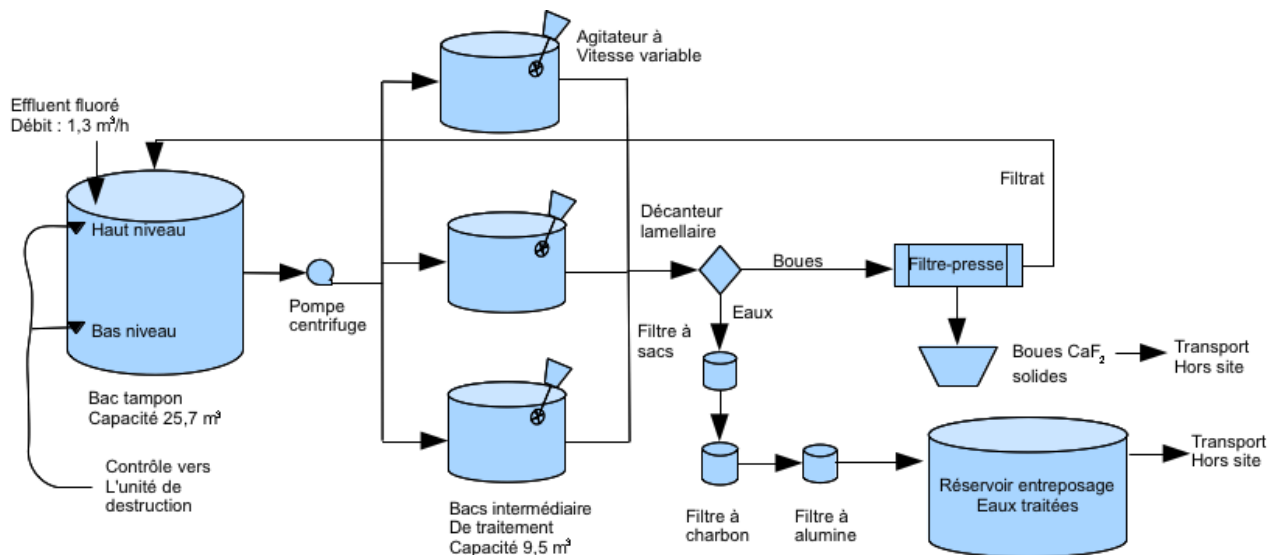 Agitateur à
Vitesse variable
Effluent fluoré
Débit : 1,3 m³/h
Filtrat
Haut niveau
Décanteur
lamellaire
Boues
Filtre-presse
Pompe
centrifuge
Eaux
Bas niveau
Filtre à
sacs
Boues CaF₂
solides
Transport
Hors site
Bac tampon
Capacité 25,7 m³
Contrôle vers
L'unité de
destruction
Bacs intermédiaire
De traitement
Capacité 9,5 m³
Filtre à
charbon
Filtre à
alumine
Réservoir entreposage
Eaux traitées
Transport
Hors site